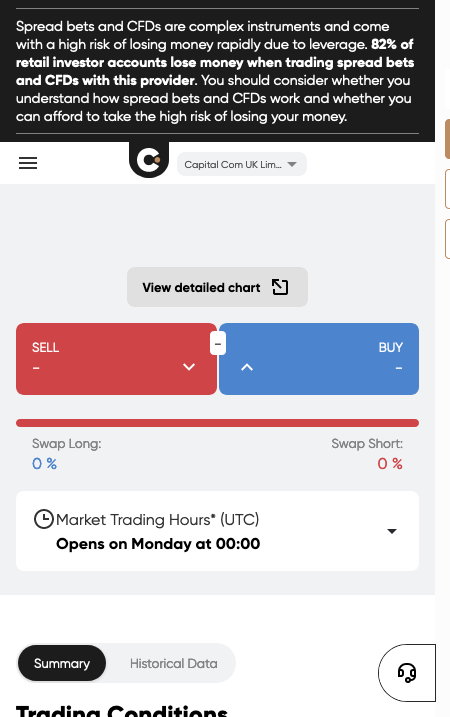 Spread bets and CFDs are complex instruments and come
with a high risk of losing money rapidly due to leverage. 82% of
retail investor accounts lose money when trading spread bets
and CFDs with this provider. You should consider whether you
understand how spread bets and CFDs work and whether you
can afford to take the high risk of losing your money.
Capital Com UK Lim...
View detailed chart
SELL
-
-
BUY
-
Swap Long:
0 %
Swap Short:
0 %
Market Trading Hours* (UTC)
Opens on Monday at 00:00
Summary
Historical Data
Trading Conditions